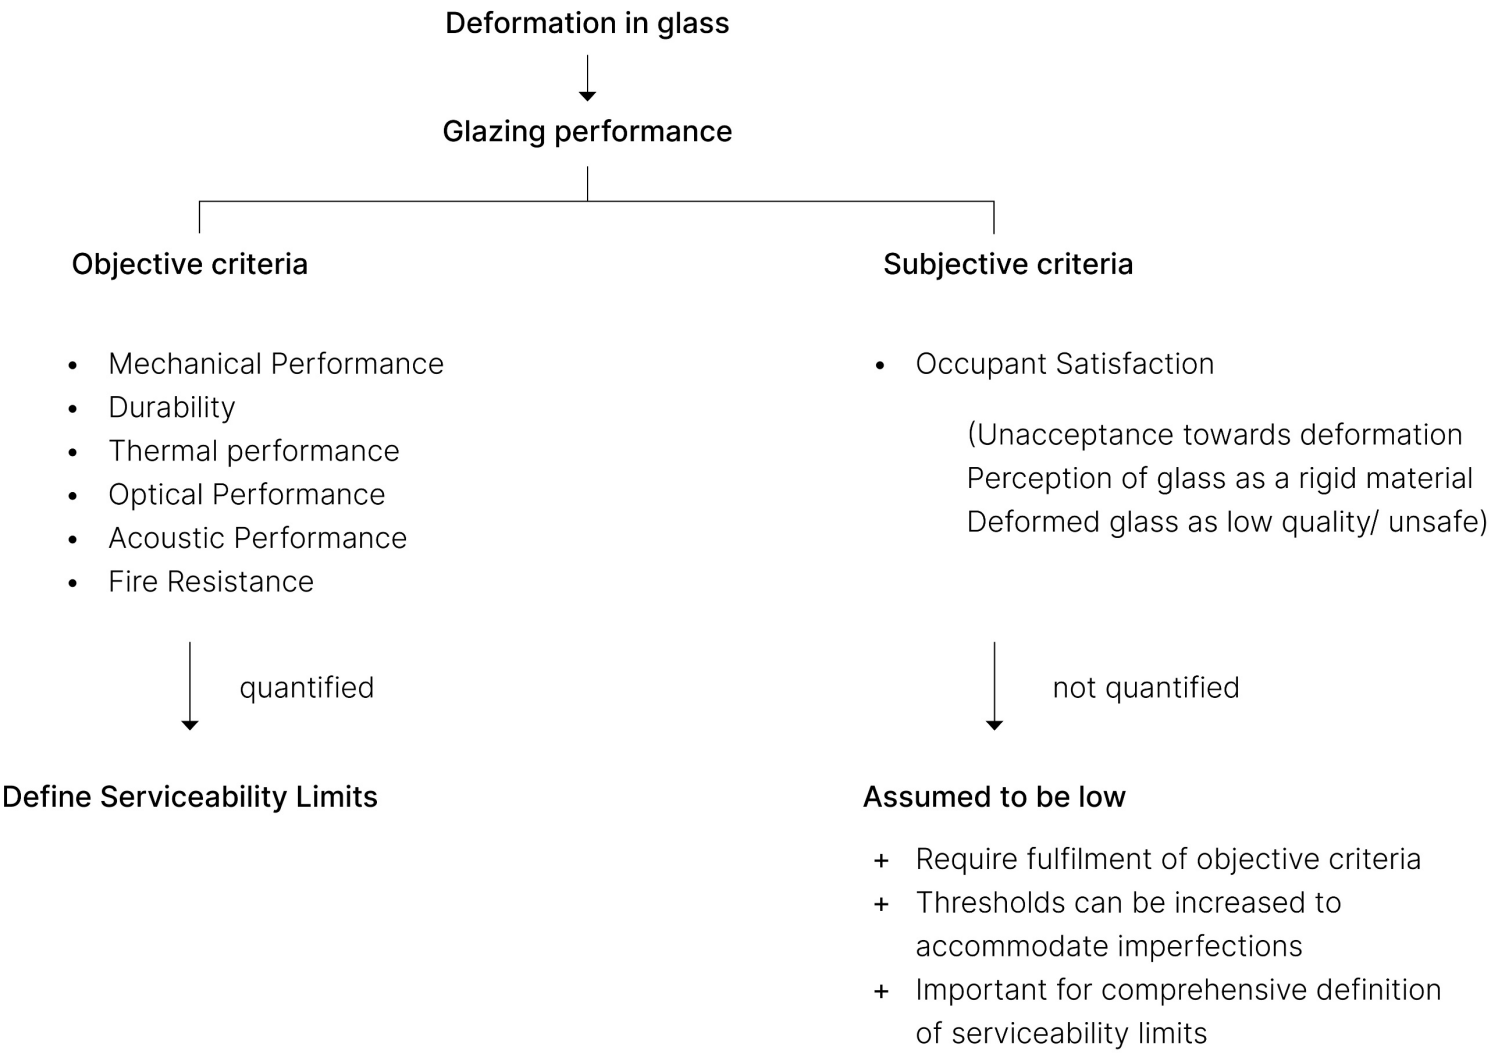 Deformation in glass
Glazing performance
Objective criteria
• Mechanical Performance
• Durability
• Thermal performance
• Optical Performance
• Acoustic Performance
• Fire Resistance
quantified
Define Serviceability Limits
Subjective criteria
• Occupant Satisfaction
(Unacceptance towards deformation
Perception of glass as a rigid material
Deformed glass as low quality/ unsafe)
not quantified
Assumed to be low
+ Require fulfilment of objective criteria
+ Thresholds can be increased to
accommodate imperfections
+ Important for comprehensive definition
of serviceability limits